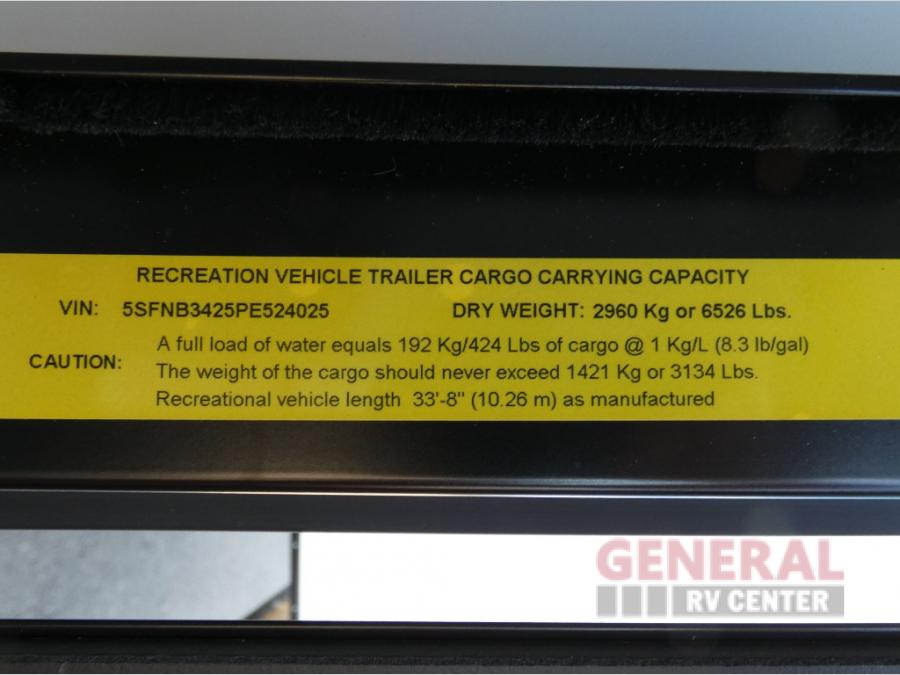 RECREATION VEHICLE TRAILER CARGO CARRYING CAPACITY
VIN: 5SFNB3425PE524025 DRY WEIGHT: 2960 Kg or 6526 Lbs.
CAUTION: A full load of water equals 192 Kg/424 Lbs of cargo @ 1 Kg/L (8.3 lb/gal)
The weight of the cargo should never exceed 1421 Kg or 3134 Lbs.
Recreational vehicle length 33'-8" (10.26 m) as manufactured
GENERAL
RV CENTER